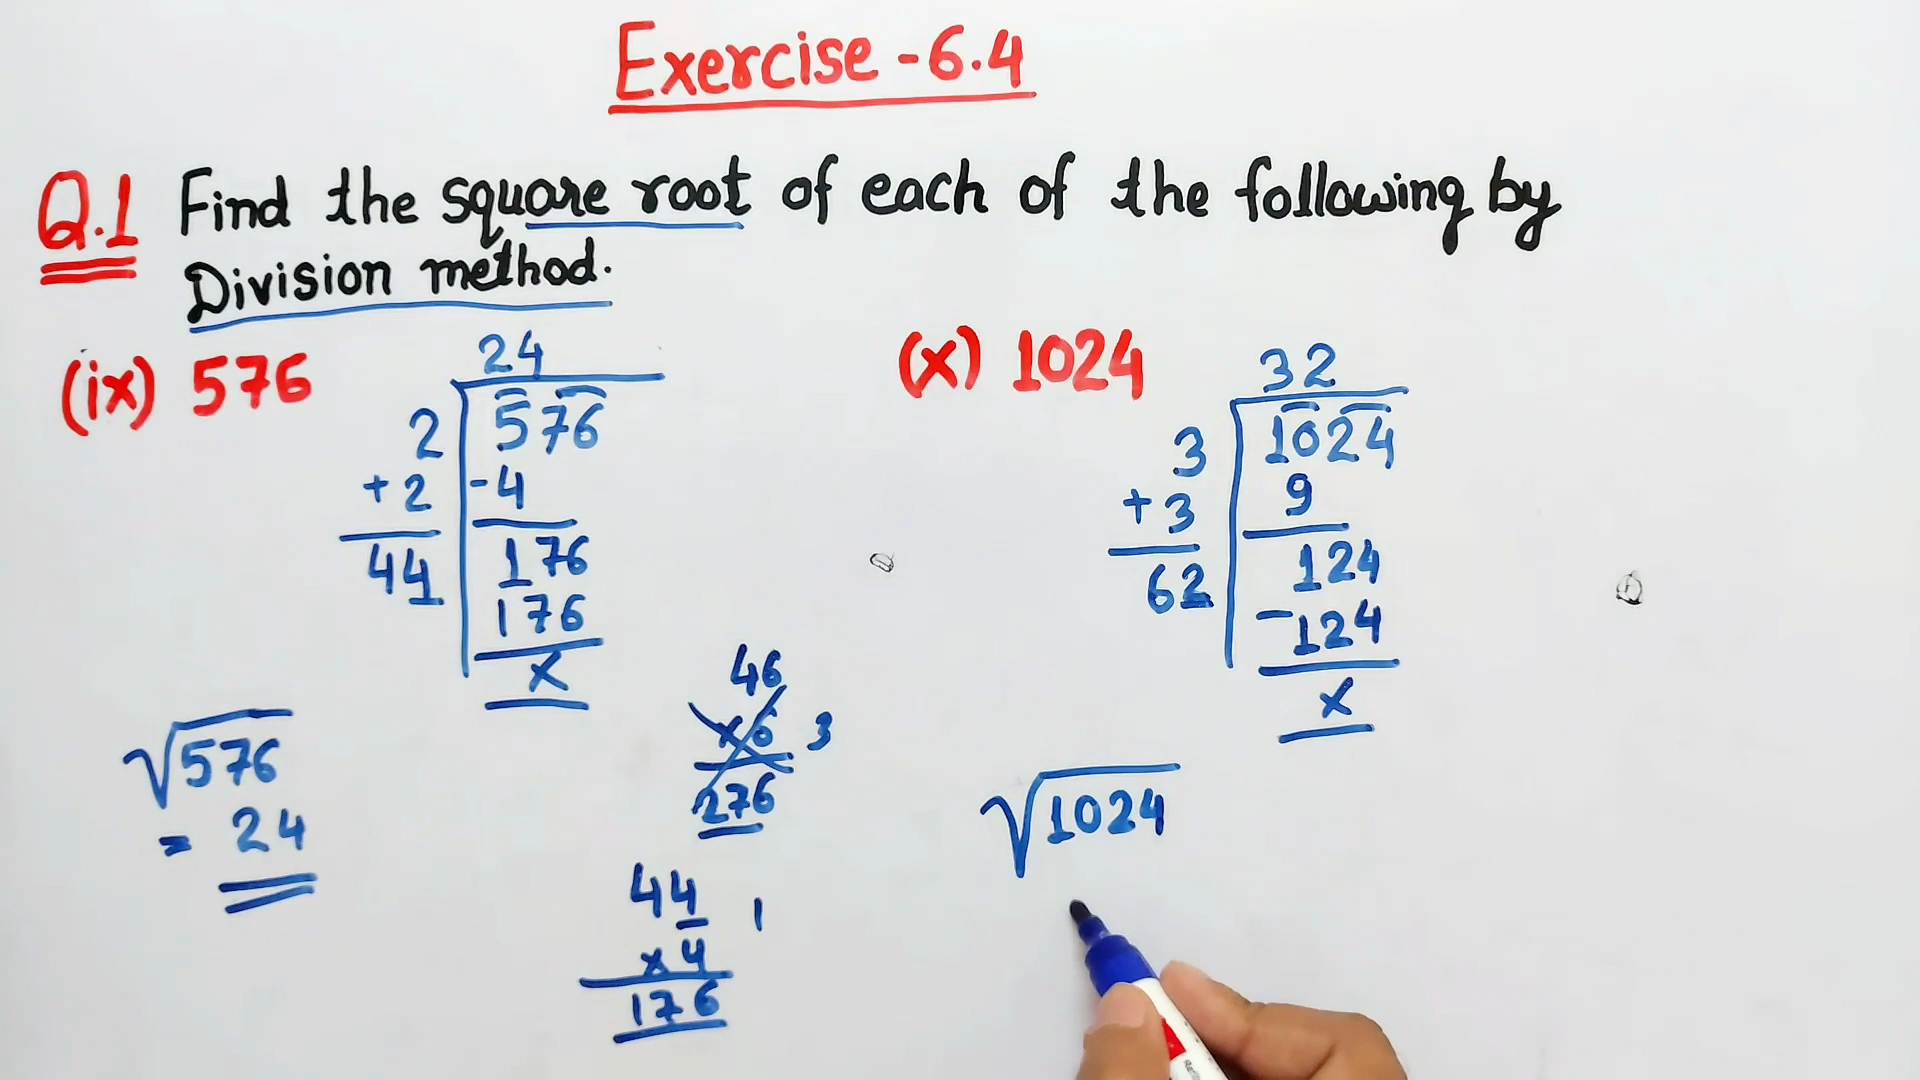 Exercise - 6.4
Q.1 Find the square root of each of the following by
Division method.
(ix) 576
24
2 576
+ 2 - 4
44 176
176
x
√576
= 24
46
x 6 3
276
44 1
x 4
176
(x) 1024
32
3 1024
+ 3 9
62 124
- 124
x
√1024